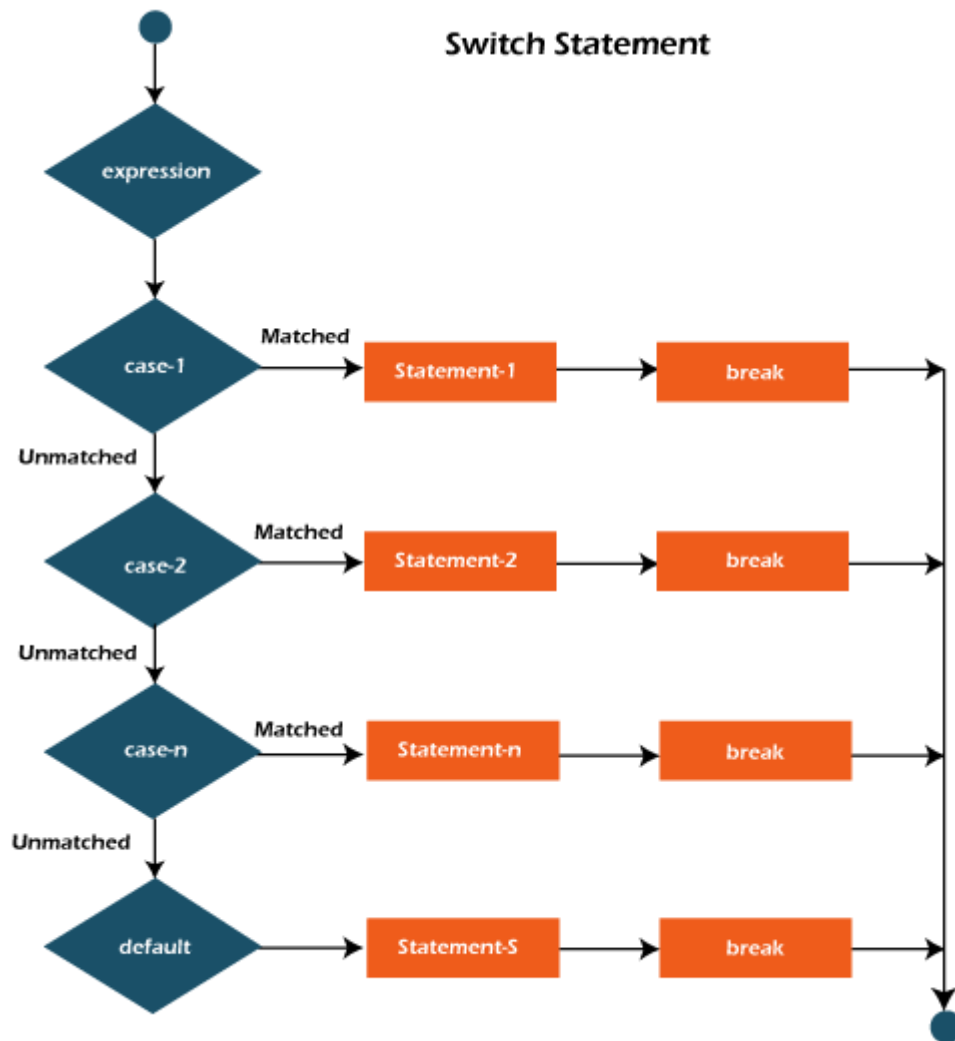 Switch Statement
expression
case-1
Matched
Statement-1
break
Unmatched
case-2
Matched
Statement-2
break
Unmatched
case-n
Matched
Statement-n
break
Unmatched
default
Statement-S
break